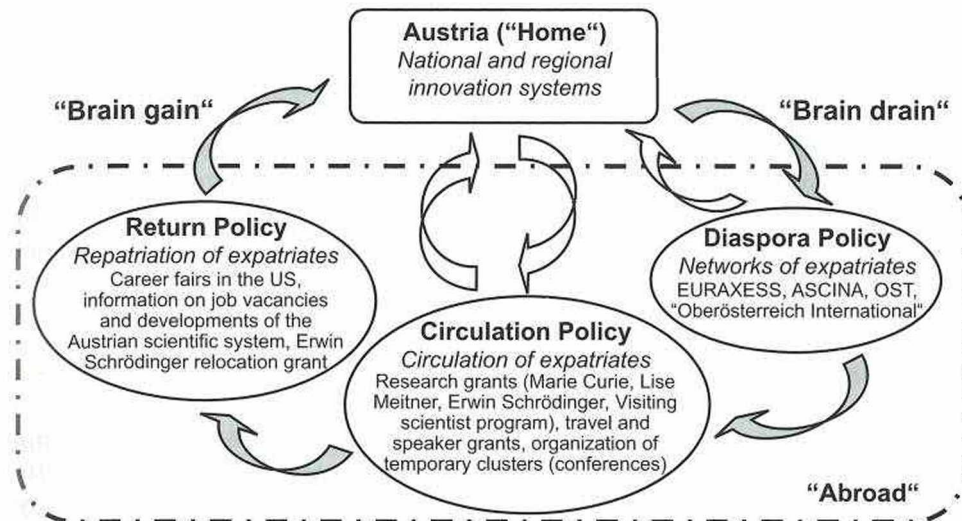 Austria ("Home“)
National and regional
innovation systems
“Brain gain“
“Brain drain“
Return Policy
Repatriation of expatriates
Career fairs in the US,
information on job vacancies
and developments of the
Austrian scientific system, Erwin
Schrödinger relocation grant
Diaspora Policy
Networks of expatriates
EURAXESS, ASCINA, OST,
“Oberösterreich International“
Circulation Policy
Circulation of expatriates
Research grants (Marie Curie, Lise
Meitner, Erwin Schrödinger, Visiting
scientist program), travel and
speaker grants, organization of
temporary clusters (conferences)
“Abroad“